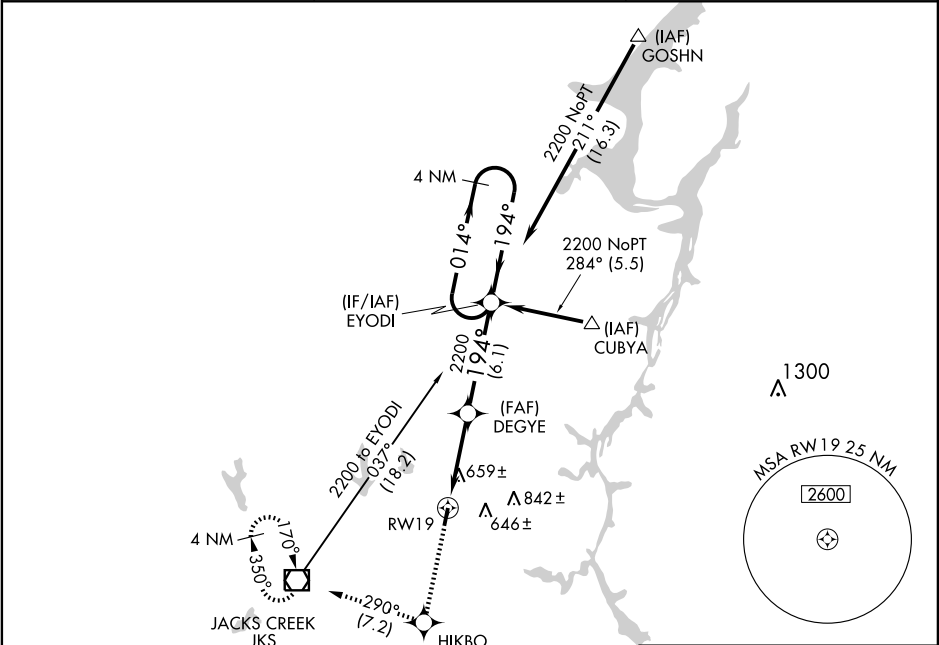 (IAF)
GOSHN
2200 NoPT
211°
(16.3)
4 NM
014°
194°
2200 NoPT
284° (5.5)
(IF/IAF)
EYODI
(IAF)
CUBYA
2200
194°
(6.1)
1300
(FAF)
DEGYE
2200 to EYODI
037°
(18.2)
659±
842±
646±
RW19
MSA RW19 25 NM
2600
4 NM
170°
350°
290°
(7.2)
JACKS CREEK
JKS
HIKBO